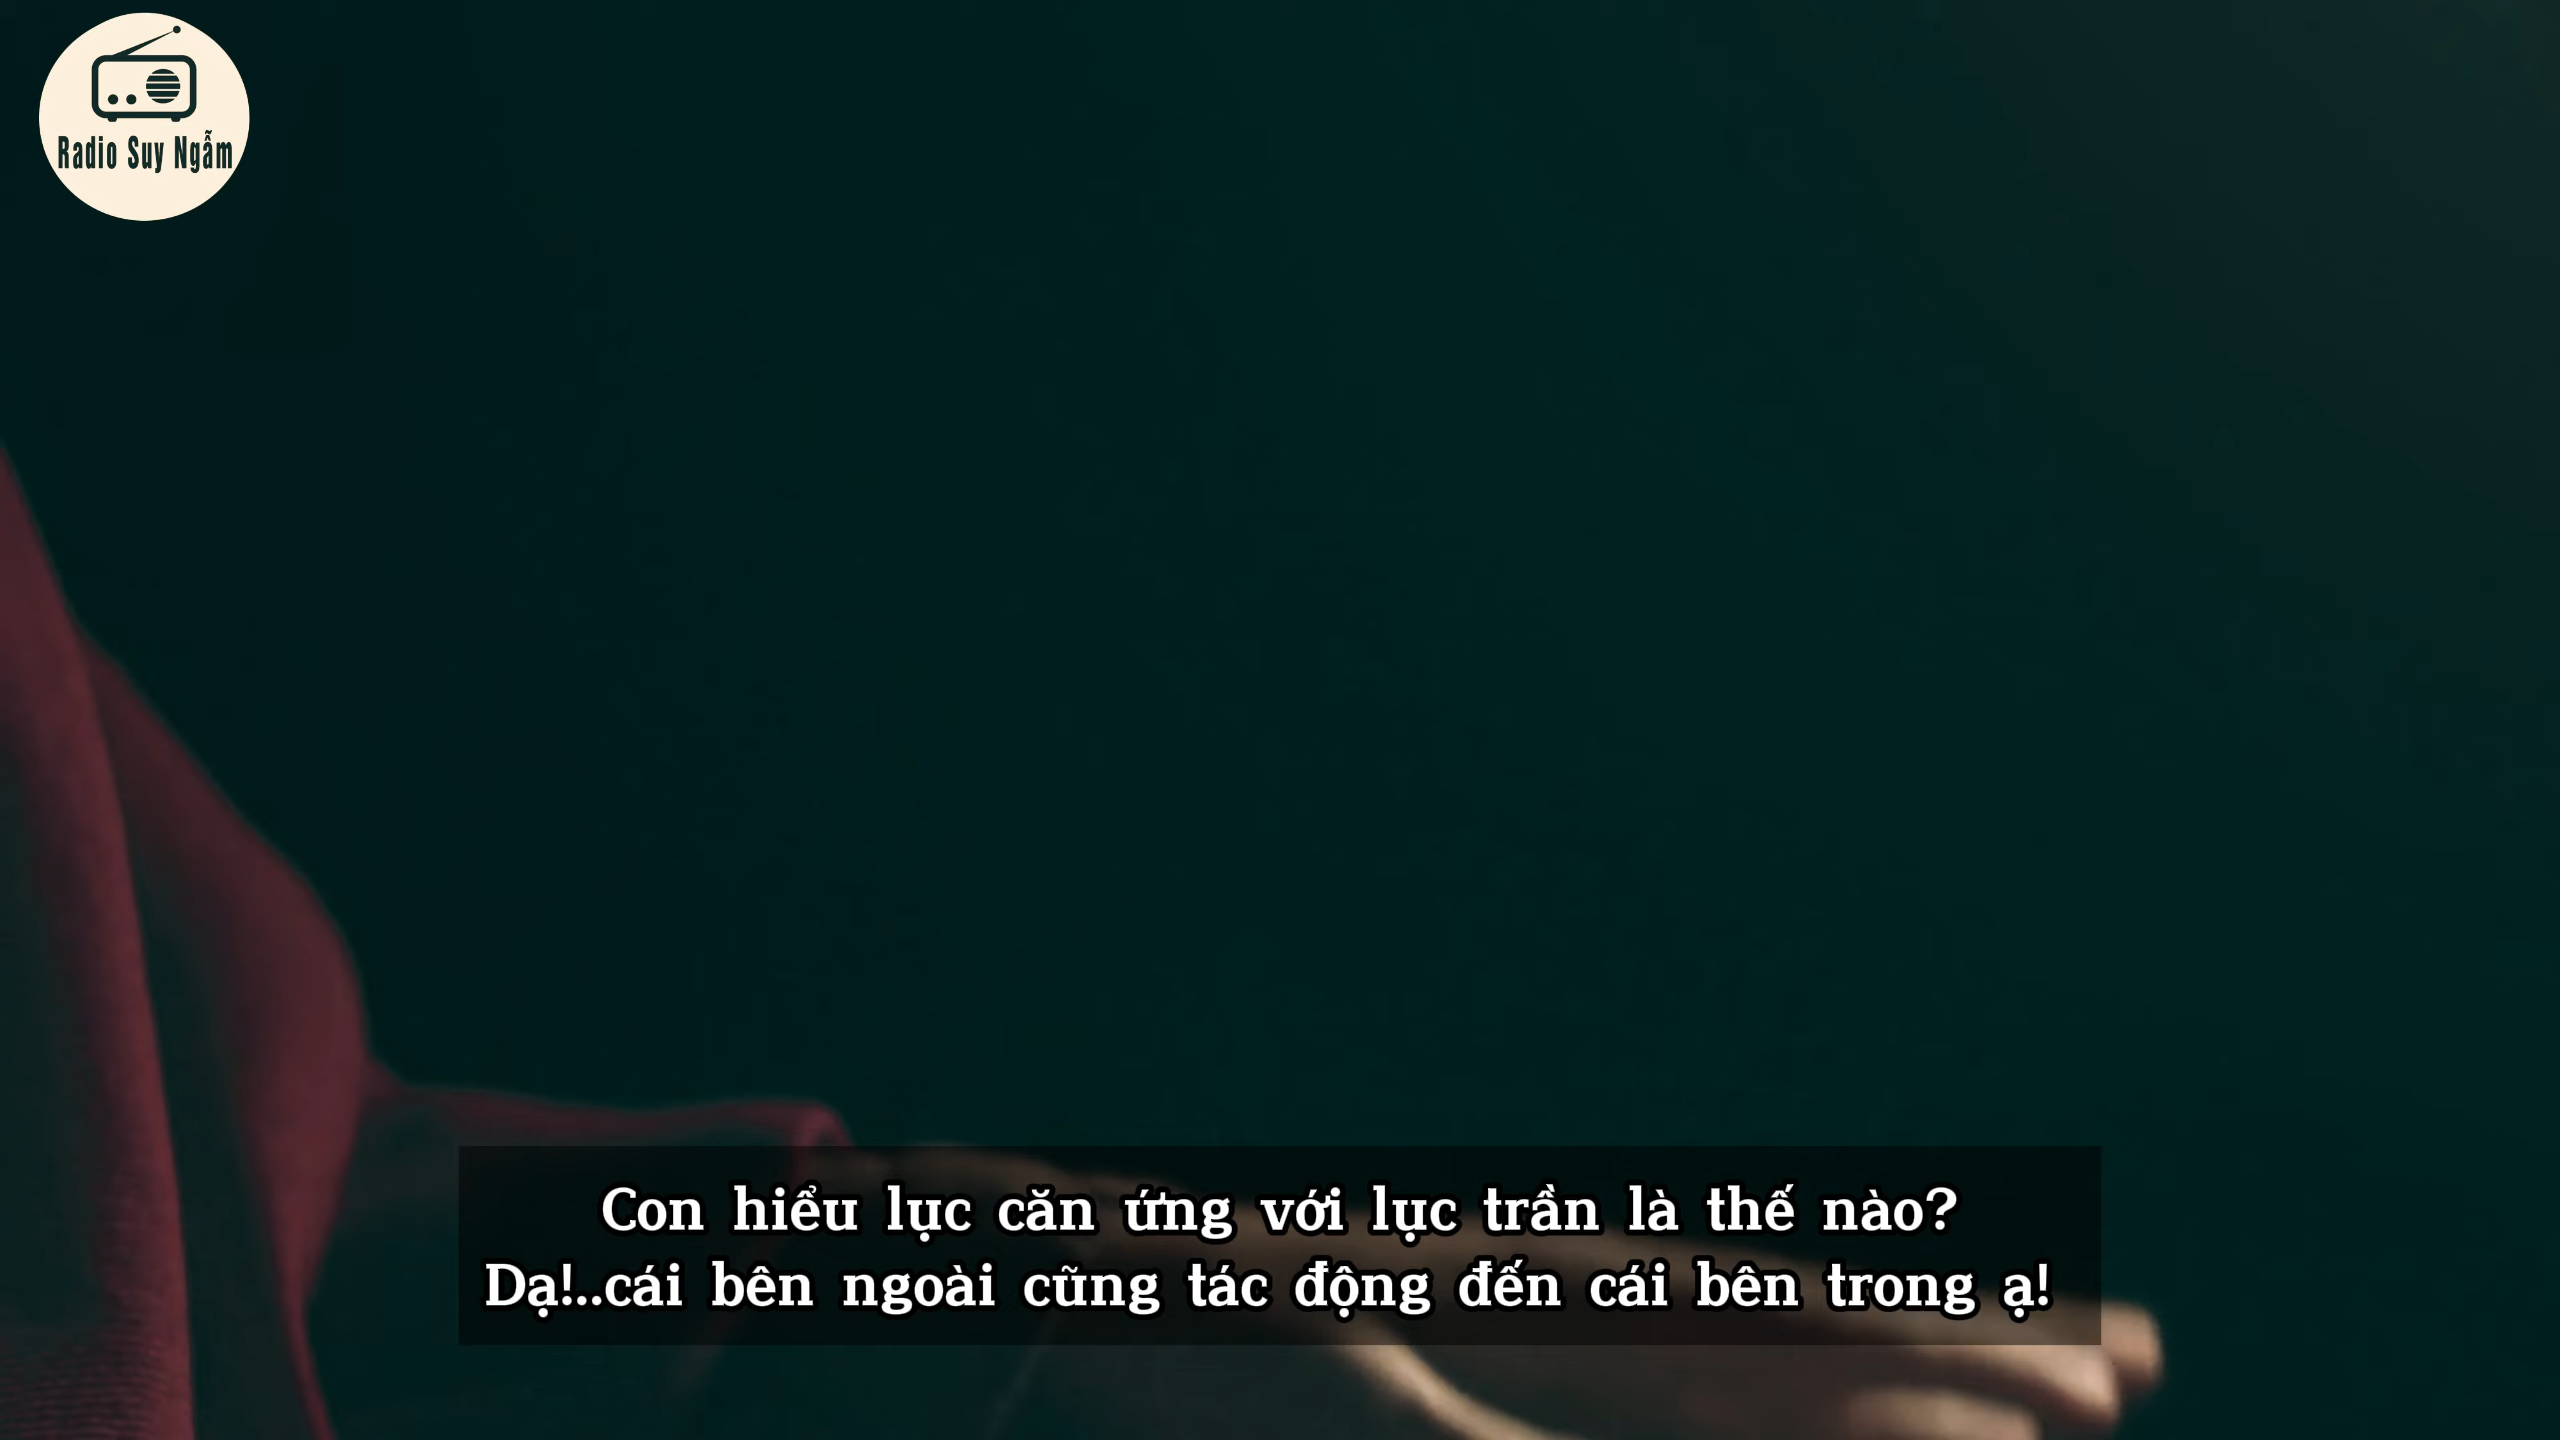 Radio Suy Ngẫm
Con hiểu lục căn ứng với lục trần là thế nào?
Dạ!..cái bên ngoài cũng tác động đến cái bên trong ạ!